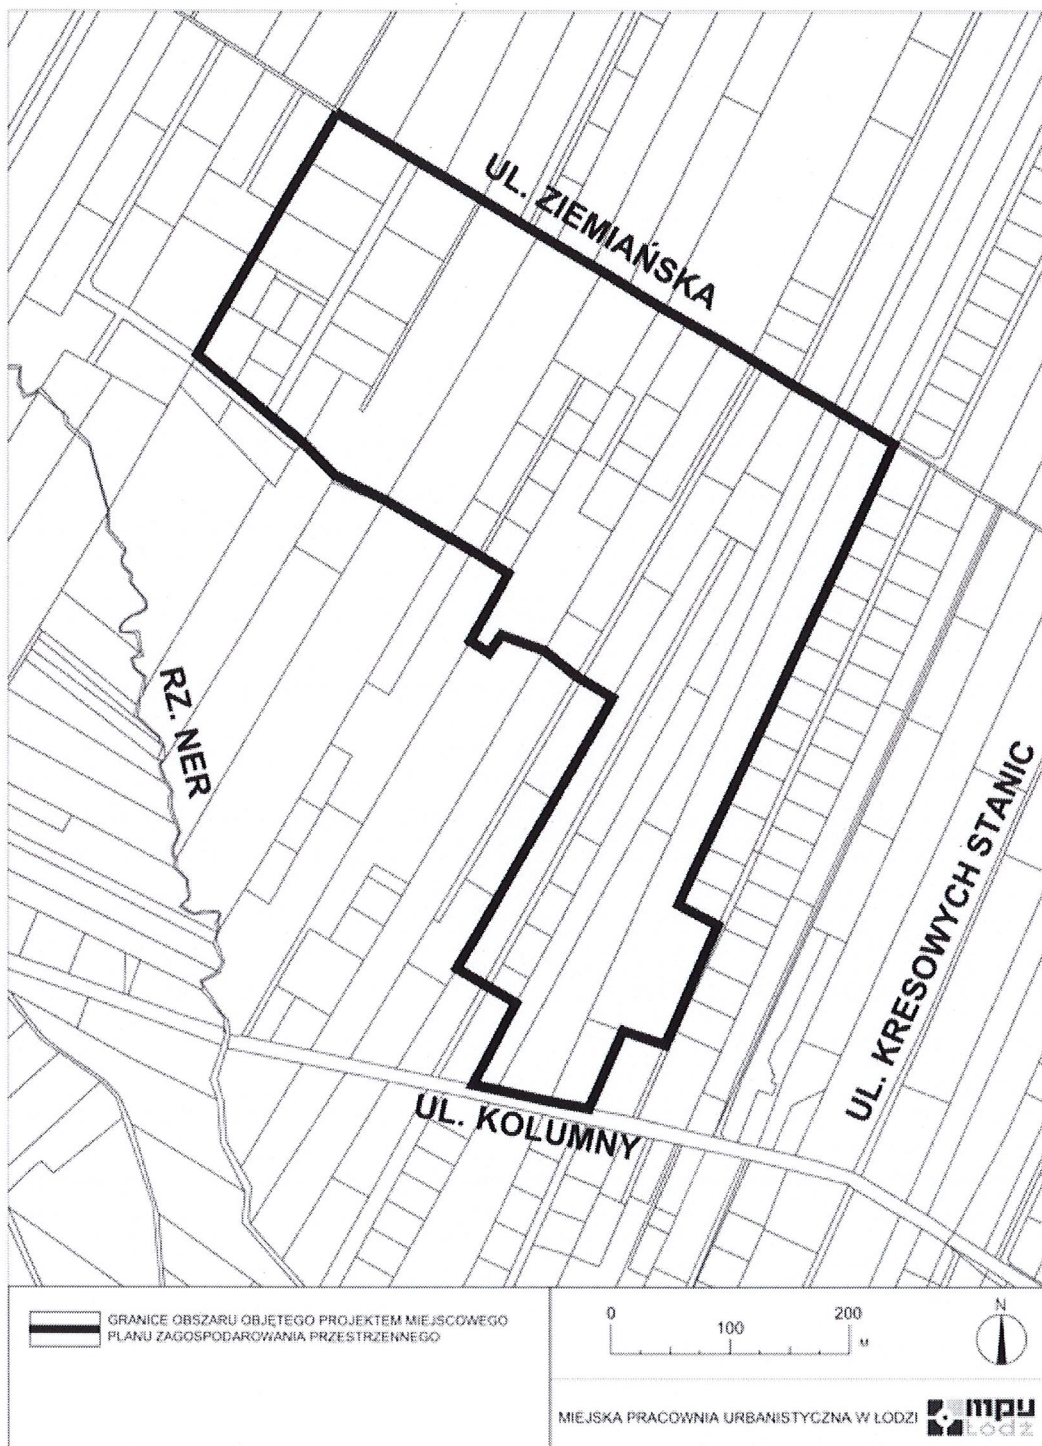 UL. ZIEMIAŃSKA
RZ. NER
UL. KRESOWYCH STANIC
UL. KOLUMNY
GRANICE OBSZARU OBJĘTEGO PROJEKTEM MIEJSCOWEGO
PLANU ZAGOSPODAROWANIA PRZESTRZENNEGO
0 200
100
M
N
MIEJSKA PRACOWNIA URBANISTYCZNA W ŁODZI
mpu
Łódź